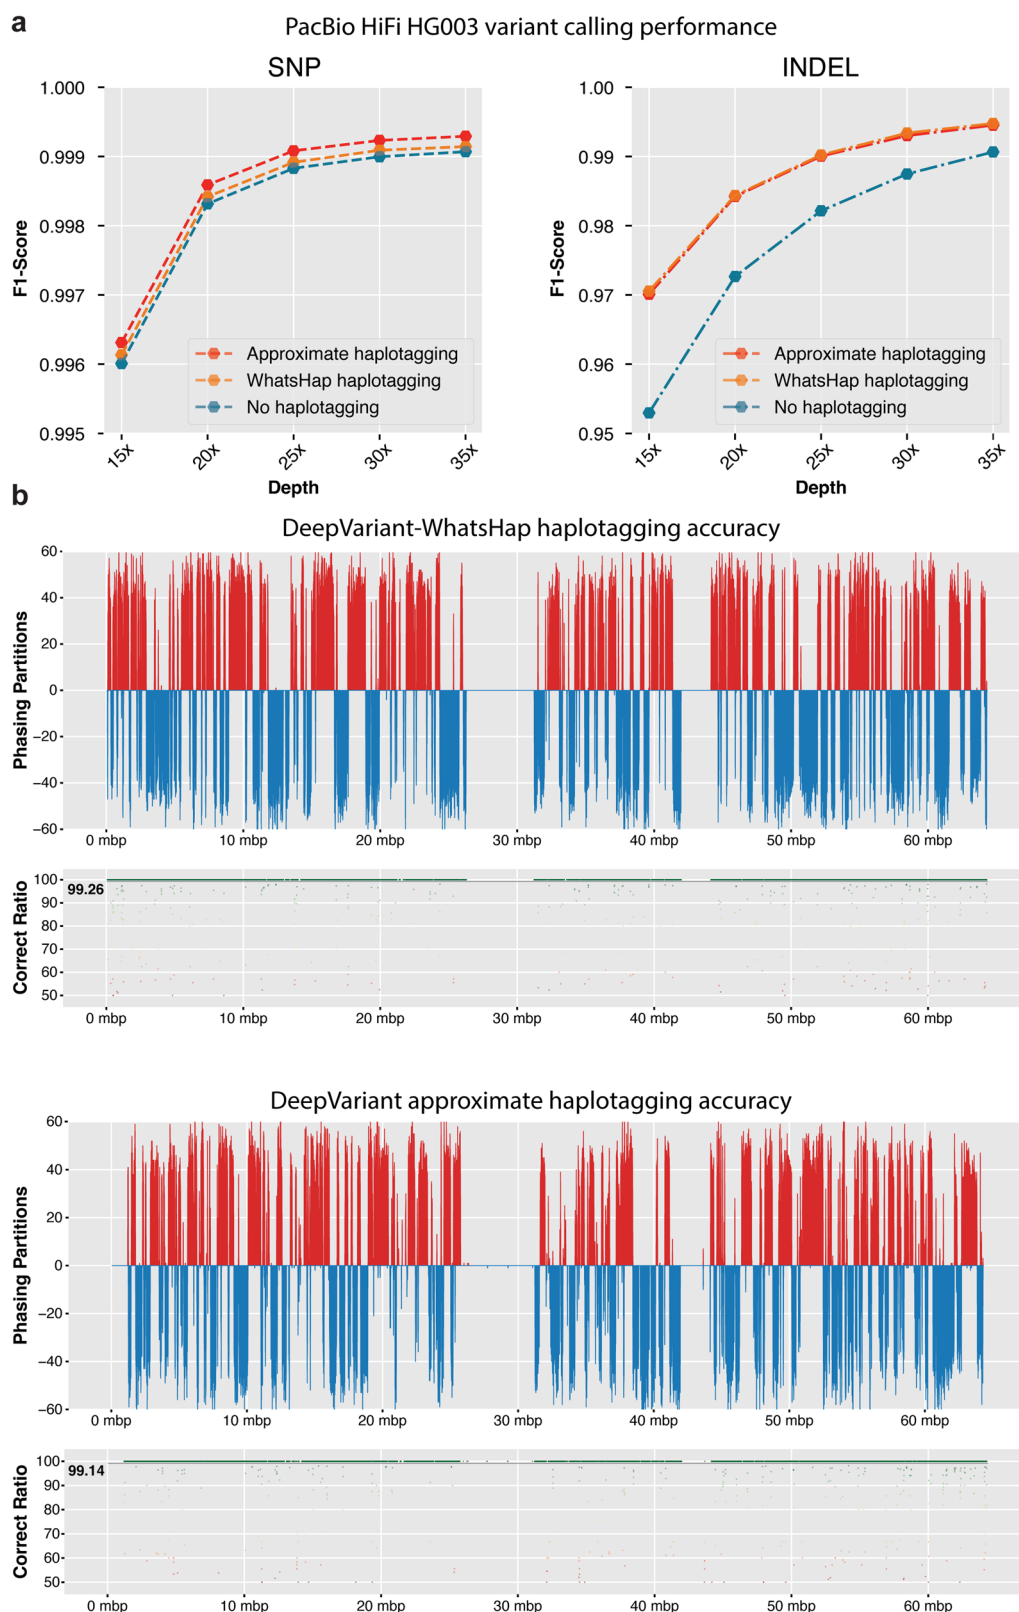 a
PacBio HiFi HG003 variant calling performance
SNP
1.000
0.999
0.998
0.997
0.996
0.995
F1-Score
Approximate haplotagging
WhatsHap haplotagging
No haplotagging
15x 20x 25x 30x 35x
Depth
INDEL
1.00
0.99
0.98
0.97
0.96
0.95
F1-Score
Approximate haplotagging
WhatsHap haplotagging
No haplotagging
15x 20x 25x 30x 35x
Depth
b
DeepVariant-WhatsHap haplotagging accuracy
Phasing Partitions
60
40
20
0
−20
−40
−60
0 mbp 10 mbp 20 mbp 30 mbp 40 mbp 50 mbp 60 mbp
Correct Ratio
100
99.26
90
80
70
60
50
0 mbp 10 mbp 20 mbp 30 mbp 40 mbp 50 mbp 60 mbp
DeepVariant approximate haplotagging accuracy
Phasing Partitions
60
40
20
0
−20
−40
−60
0 mbp 10 mbp 20 mbp 30 mbp 40 mbp 50 mbp 60 mbp
Correct Ratio
100
99.14
90
80
70
60
50
0 mbp 10 mbp 20 mbp 30 mbp 40 mbp 50 mbp 60 mbp